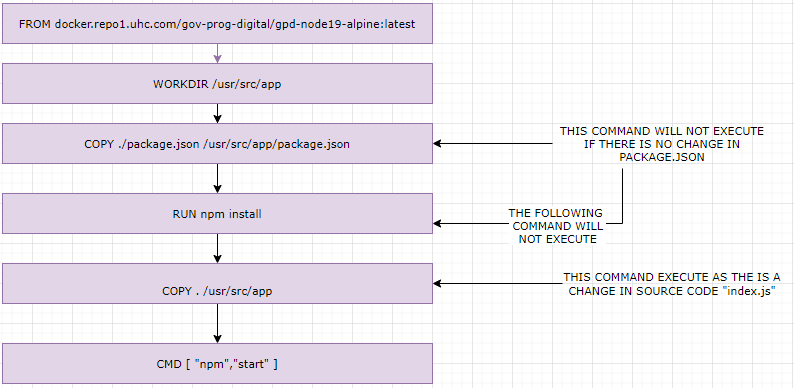 FROM docker.repo1.uhc.com/gov-prog-digital/gpd-node19-alpine:latest
WORKDIR /usr/src/app
COPY ./package.json /usr/src/app/package.json
THIS COMMAND WILL NOT EXECUTE
IF THERE IS NO CHANGE IN
PACKAGE.JSON
RUN npm install
THE FOLLOWING
COMMAND WILL
NOT EXECUTE
COPY . /usr/src/app
THIS COMMAND EXECUTE AS THE IS A
CHANGE IN SOURCE CODE "index.js"
CMD [ "npm","start" ]